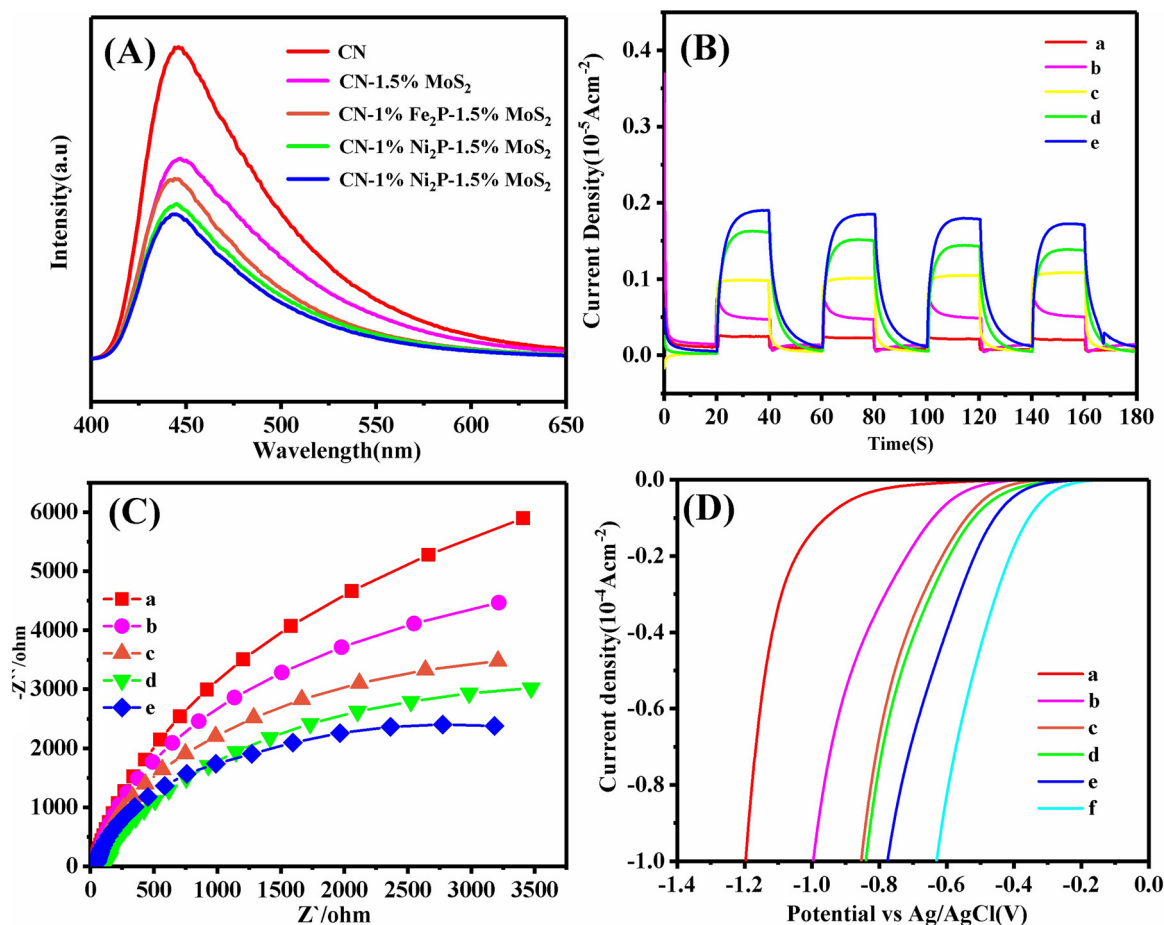 (A)
CN
CN-1.5% MoS₂
CN-1% Fe₂P-1.5% MoS₂
CN-1% Ni₂P-1.5% MoS₂
CN-1% Ni₂P-1.5% MoS₂
Intensity(a.u)
400 450 500 550 600 650
Wavelength(nm)
(B)
a
b
c
d
e
Current Density(10⁻⁵Acm⁻²)
0.4
0.3
0.2
0.1
0.0
0 20 40 60 80 100 120 140 160 180
Time(S)
(C)
a
b
c
d
e
-Z``/ohm
6000
5000
4000
3000
2000
1000
0
0 500 1000 1500 2000 2500 3000 3500
Z`/ohm
(D)
a
b
c
d
e
f
Current density(10⁻⁴Acm⁻²)
0.0
-0.2
-0.4
-0.6
-0.8
-1.0
-1.4 -1.2 -1.0 -0.8 -0.6 -0.4 -0.2 0.0
Potential vs Ag/AgCl(V)